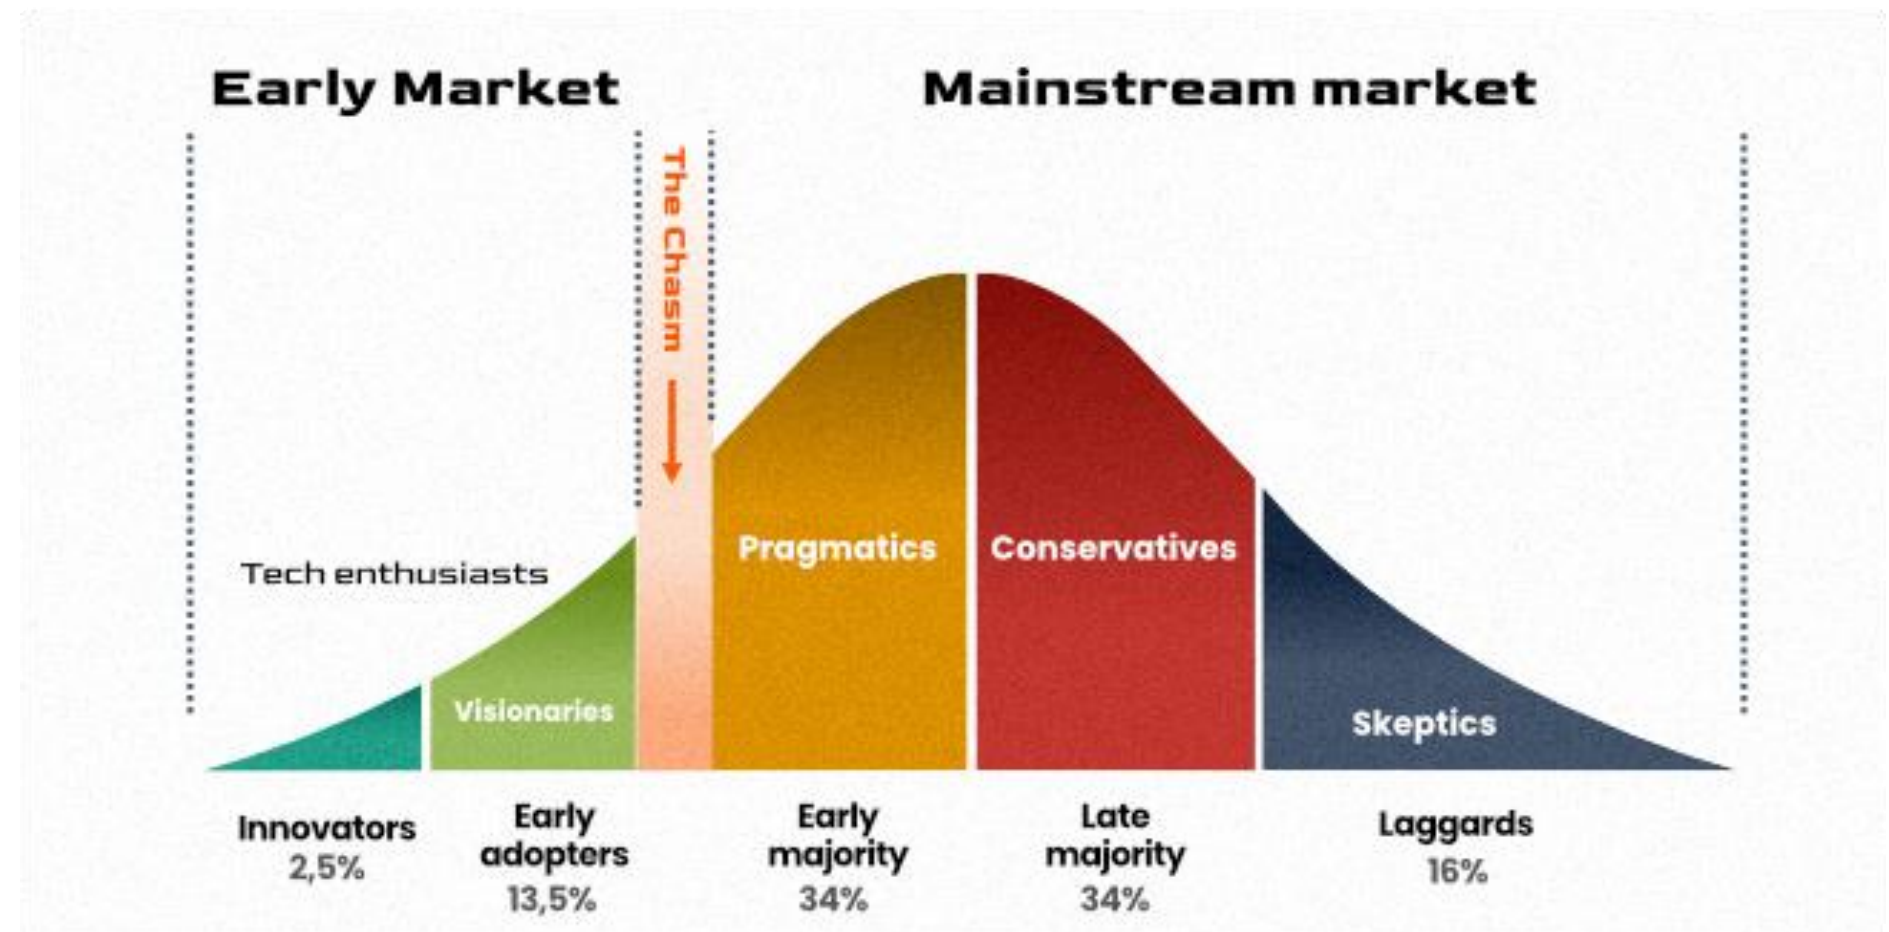 Early Market
Mainstream market
The Chasm
Tech enthusiasts
Visionaries
Pragmatics
Conservatives
Skeptics
Innovators
2,5%
Early
adopters
13,5%
Early
majority
34%
Late
majority
34%
Laggards
16%